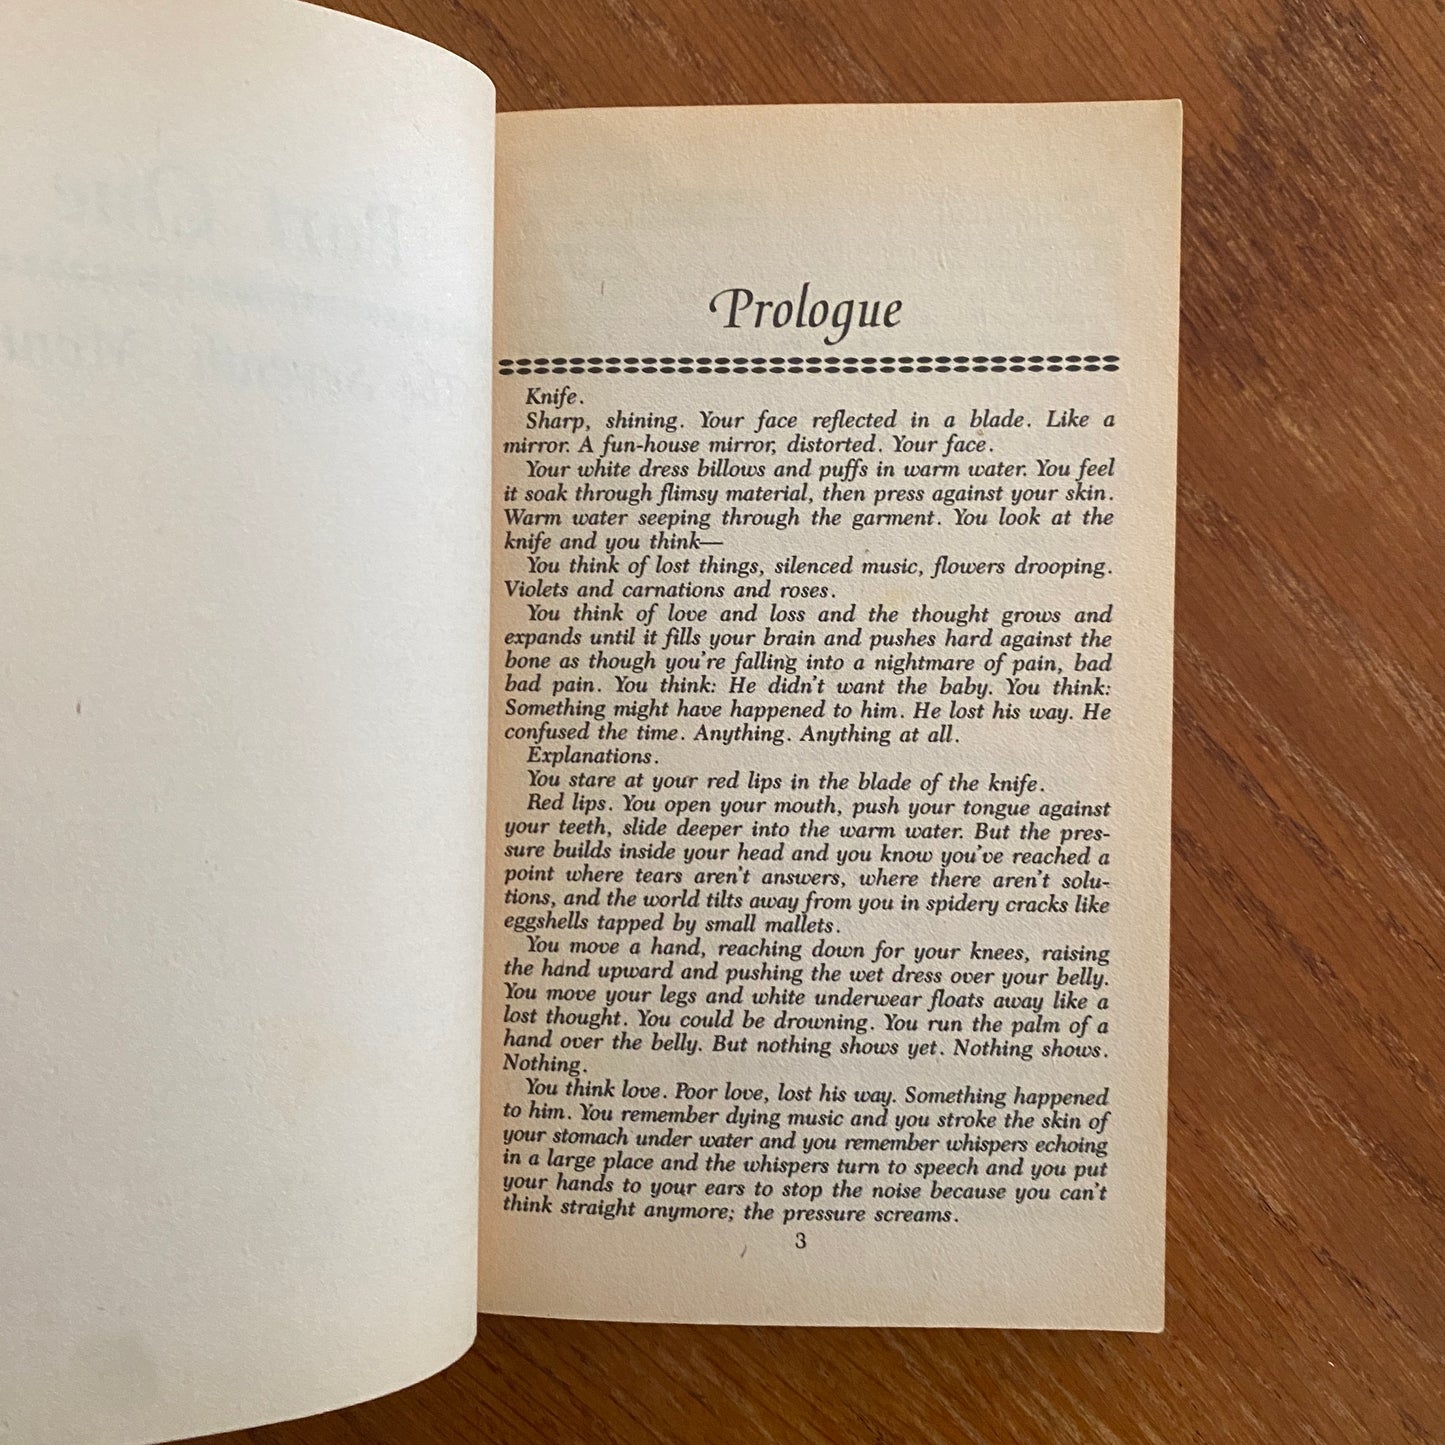 Prologue
Knife.
Sharp, shining. Your face reflected in a blade. Like a
mirror. A fun-house mirror, distorted. Your face.
Your white dress billows and puffs in warm water. You feel
it soak through flimsy material, then press against your skin.
Warm water seeping through the garment. You look at the
knife and you think—
You think of lost things, silenced music, flowers drooping.
Violets and carnations and roses.
You think of love and loss and the thought grows and
expands until it fills your brain and pushes hard against the
bone as though you're falling into a nightmare of pain, bad
bad pain. You think: He didn't want the baby. You think:
Something might have happened to him. He lost his way. He
confused the time. Anything. Anything at all.
Explanations.
You stare at your red lips in the blade of the knife.
Red lips. You open your mouth, push your tongue against
your teeth, slide deeper into the warm water. But the pres-
sure builds inside your head and you know you've reached a
point where tears aren't answers, where there aren't solu-
tions, and the world tilts away from you in spidery cracks like
eggshells tapped by small mallets.
You move a hand, reaching down for your knees, raising
the hand upward and pushing the wet dress over your belly.
You move your legs and white underwear floats away like a
lost thought. You could be drowning. You run the palm of a
hand over the belly. But nothing shows yet. Nothing shows.
Nothing.
You think love. Poor love, lost his way. Something happened
to him. You remember dying music and you stroke the skin of
your stomach under water and you remember whispers echoing
in a large place and the whispers turn to speech and you put
your hands to your ears to stop the noise because you can't
think straight anymore; the pressure screams.
3